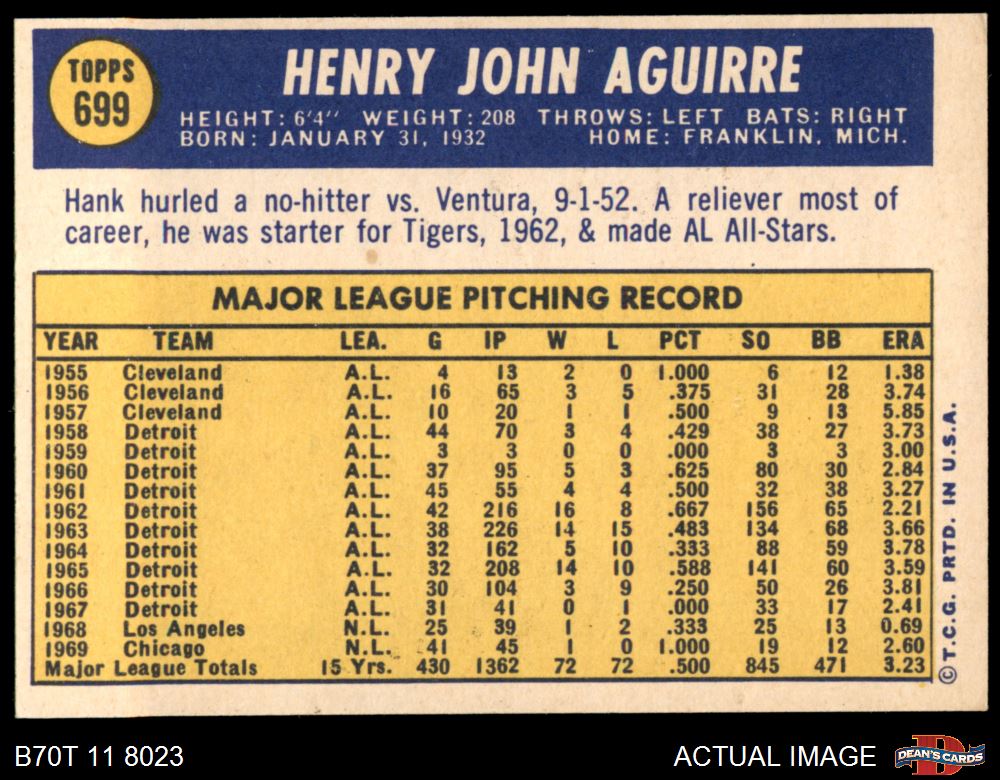 TOPPS
699
HENRY JOHN AGUIRRE
HEIGHT: 6'4" WEIGHT: 208 THROWS: LEFT BATS: RIGHT
BORN: JANUARY 31, 1932 HOME: FRANKLIN, MICH.
Hank hurled a no-hitter vs. Ventura, 9-1-52. A reliever most of
career, he was starter for Tigers, 1962, & made AL All-Stars.
MAJOR LEAGUE PITCHING RECORD
YEAR TEAM LEA. G IP W L PCT SO BB ERA
1955 Cleveland A.L. 4 13 2 0 1.000 6 12 1.38
1956 Cleveland A.L. 16 65 3 5 .375 31 28 3.74
1957 Cleveland A.L. 10 20 1 1 .500 9 13 5.85
1958 Detroit A.L. 44 70 3 4 .429 38 27 3.73
1959 Detroit A.L. 3 3 0 0 .000 3 3 3.00
1960 Detroit A.L. 37 95 5 3 .625 80 30 2.84
1961 Detroit A.L. 45 55 4 4 .500 32 38 3.27
1962 Detroit A.L. 42 216 16 8 .667 156 65 2.21
1963 Detroit A.L. 38 226 14 15 .483 134 68 3.66
1964 Detroit A.L. 32 162 5 10 .333 88 59 3.78
1965 Detroit A.L. 32 208 14 10 .588 141 60 3.59
1966 Detroit A.L. 30 104 3 9 .250 50 26 3.81
1967 Detroit A.L. 31 41 0 1 .000 33 17 2.41
1968 Los Angeles N.L. 25 39 1 2 .333 25 13 0.69
1969 Chicago N.L. 41 45 1 0 1.000 19 12 2.60
Major League Totals 15 Yrs. 430 1362 72 72 .500 845 471 3.23
© T.C.G. PRTD. IN U.S.A.
B70T 11 8023
ACTUAL IMAGE
DEAN'S CARDS